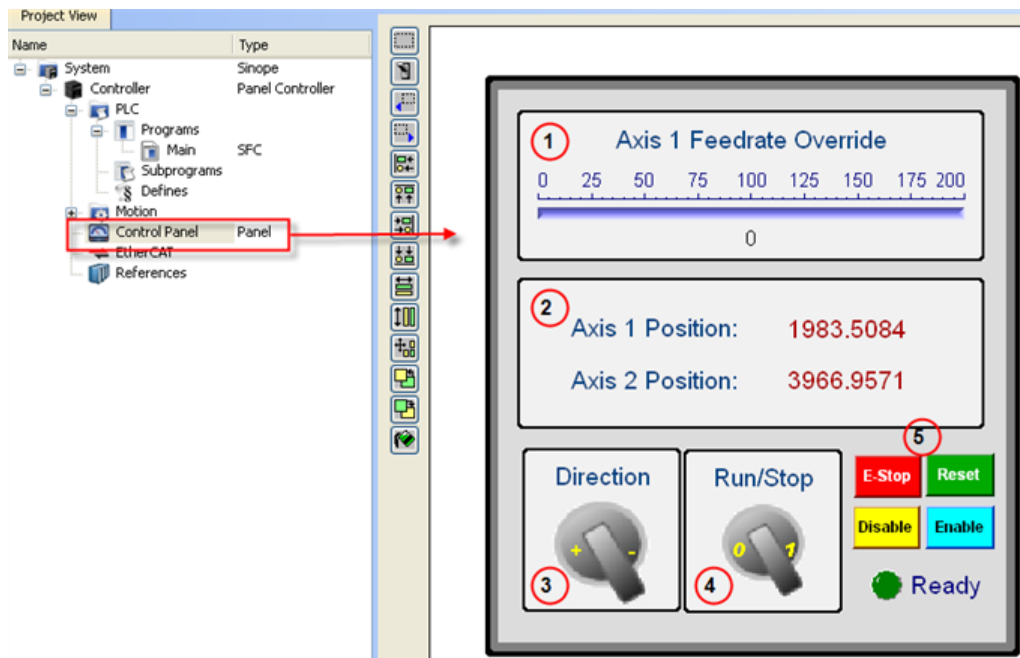 Project View
Name Type
System Sinope
Controller Panel Controller
PLC
Programs
Main SFC
Subprograms
Defines
Motion
Control Panel Panel
EtherCAT
References
1 Axis 1 Feedrate Override
0 25 50 75 100 125 150 175 200
0
2
Axis 1 Position: 1983.5084
Axis 2 Position: 3966.9571
5
Direction Run/Stop E-Stop Reset
+ - 0 1 Disable Enable
3 4 Ready